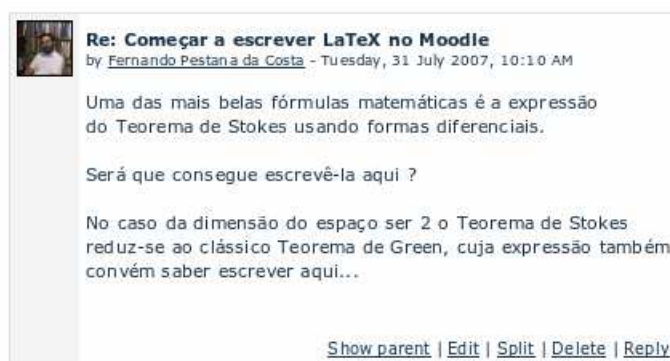 Re: Começar a escrever LaTeX no Moodle
by Fernando Pestana da Costa - Tuesday, 31 July 2007, 10:10 AM
Uma das mais belas fórmulas matemáticas é a expressão
do Teorema de Stokes usando formas diferenciais.
Será que consegue escrevê-la aqui ?
No caso da dimensão do espaço ser 2 o Teorema de Stokes
reduz-se ao clássico Teorema de Green, cuja expressão também
convém saber escrever aqui...
Show parent | Edit | Split | Delete | Reply